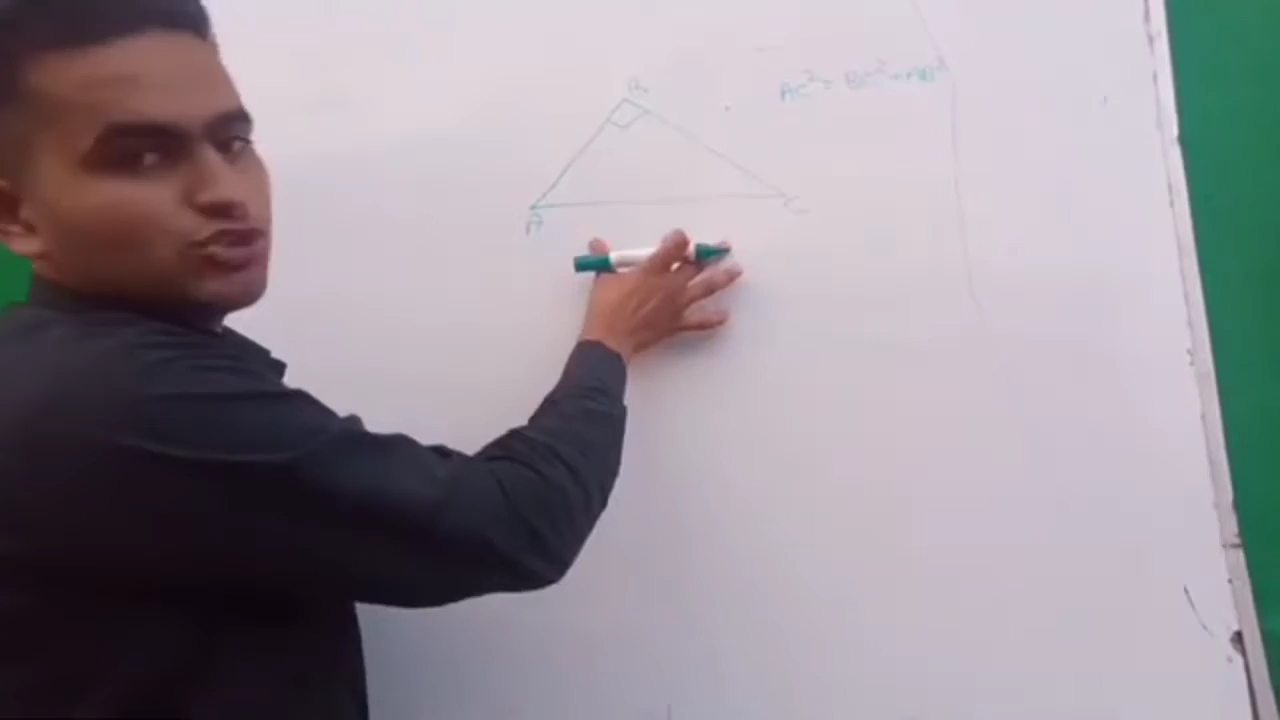 B
AC² = BC² + AB²
A
C